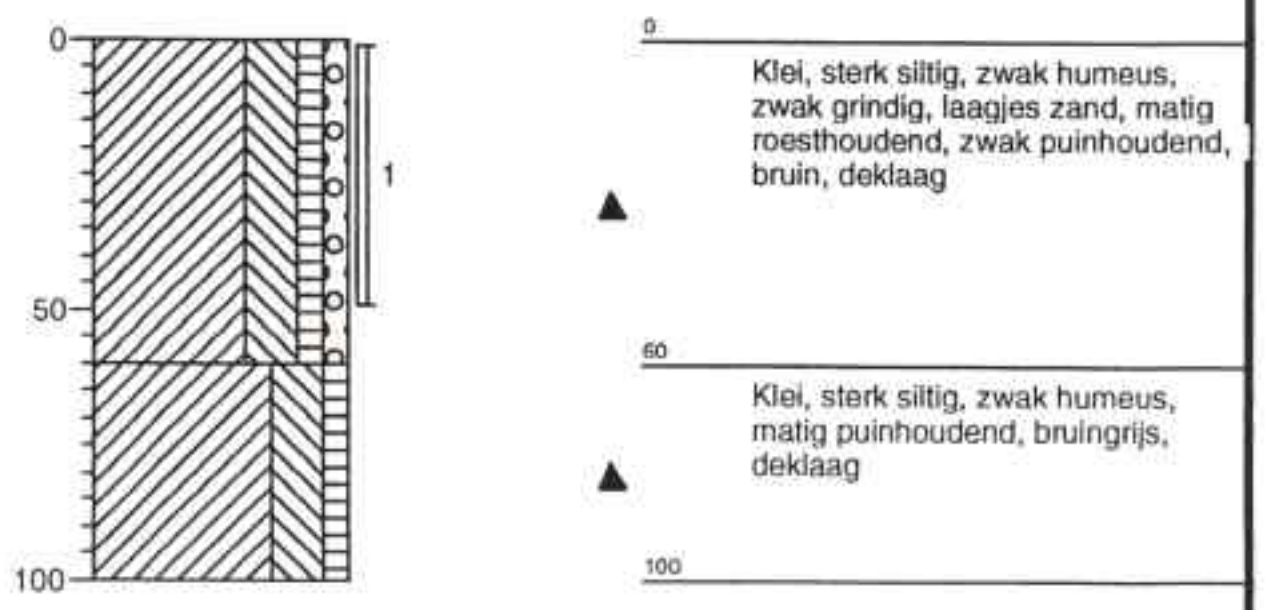 0
50
100
1
0
Klei, sterk siltig, zwak humeus,
zwak grindig, laagjes zand, matig
roesthoudend, zwak puinhoudend,
bruin, deklaag
60
Klei, sterk siltig, zwak humeus,
matig puinhoudend, bruingrijs,
deklaag
100